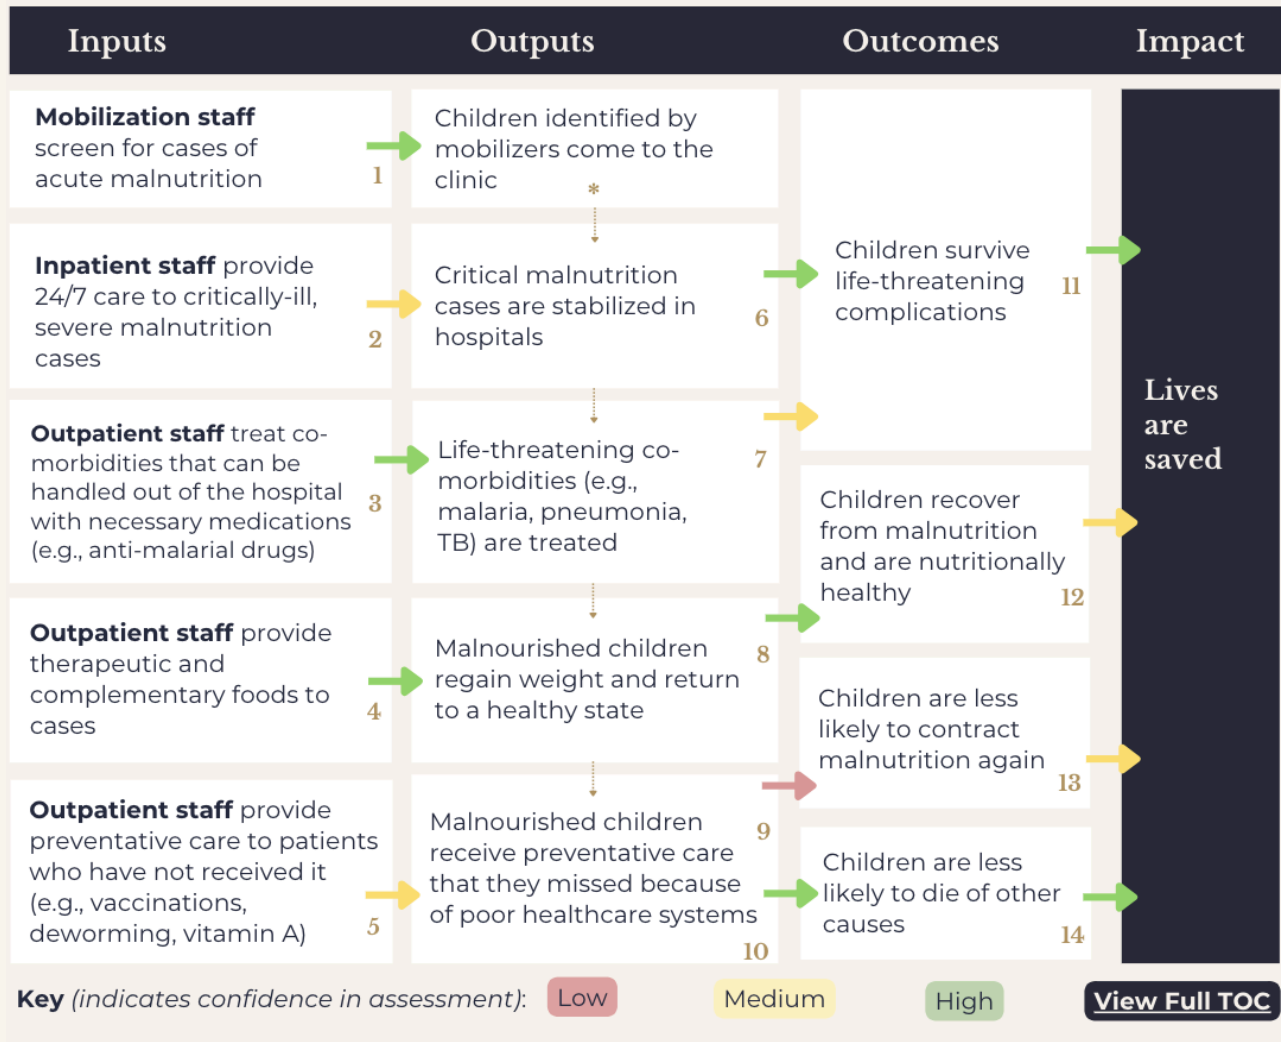 Inputs
Outputs
Outcomes
Impact
Mobilization staff
screen for cases of
acute malnutrition
1
Children identified by
mobilizers come to the
clinic
*
Inpatient staff provide
24/7 care to critically-ill,
severe malnutrition
cases
2
Critical malnutrition
cases are stabilized in
hospitals
6
Children survive
life-threatening
complications
11
Outpatient staff treat co-
morbidities that can be
handled out of the hospital
with necessary medications
(e.g., anti-malarial drugs)
3
Life-threatening co-
morbidities (e.g.,
malaria, pneumonia,
TB) are treated
7
Children recover
from malnutrition
and are nutritionally
healthy
12
Outpatient staff provide
therapeutic and
complementary foods to
cases
4
Malnourished children
regain weight and return
to a healthy state
8
Children are less
likely to contract
malnutrition again
13
Outpatient staff provide
preventative care to patients
who have not received it
(e.g., vaccinations,
deworming, vitamin A)
5
Malnourished children
receive preventative care
that they missed because
of poor healthcare systems
9
10
Children are less
likely to die of other
causes
14
Lives
are
saved
Key (indicates confidence in assessment):
Low
Medium
High
View Full TOC